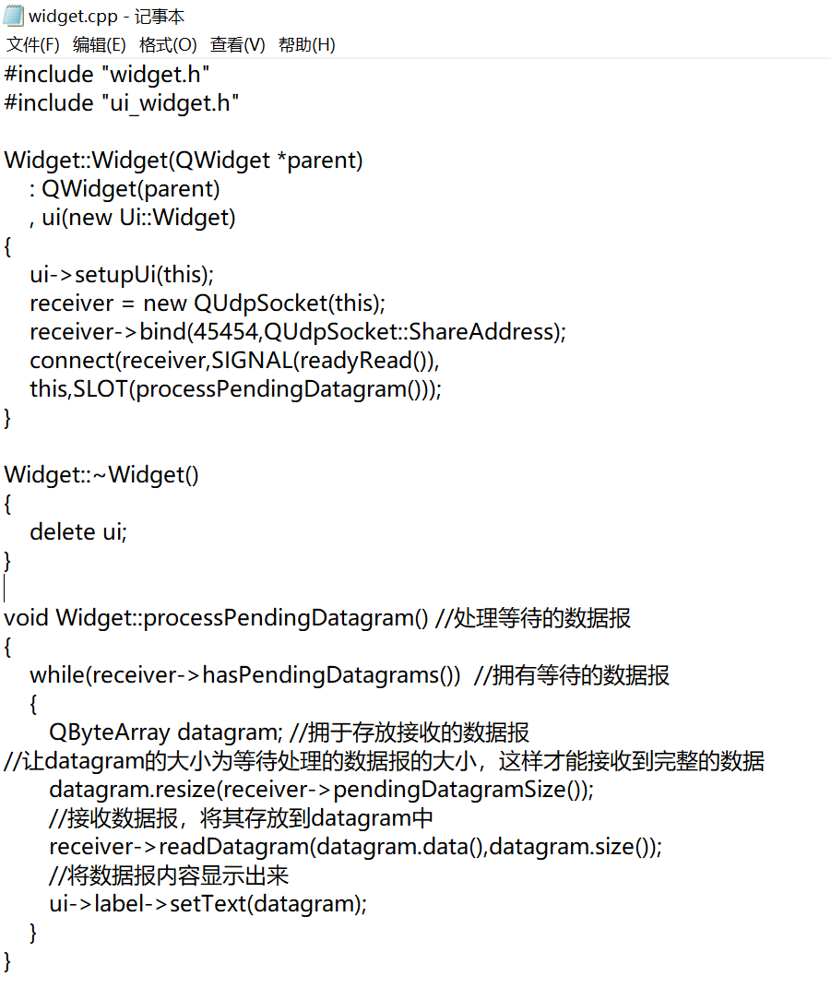 widget.cpp - 记事本
文件(F) 编辑(E) 格式(O) 查看(V) 帮助(H)
#include "widget.h"
#include "ui_widget.h"

Widget::Widget(QWidget *parent)
    : QWidget(parent)
    , ui(new Ui::Widget)
{
    ui->setupUi(this);
    receiver = new QUdpSocket(this);
    receiver->bind(45454,QUdpSocket::ShareAddress);
    connect(receiver,SIGNAL(readyRead()),
    this,SLOT(processPendingDatagram()));
}

Widget::~Widget()
{
    delete ui;
}

void Widget::processPendingDatagram() //处理等待的数据报
{
    while(receiver->hasPendingDatagrams())  //拥有等待的数据报
    {
       QByteArray datagram; //拥于存放接收的数据报
//让datagram的大小为等待处理的数据报的大小，这样才能接收到完整的数据
       datagram.resize(receiver->pendingDatagramSize());
       //接收数据报，将其存放到datagram中
       receiver->readDatagram(datagram.data(),datagram.size());
       //将数据报内容显示出来
       ui->label->setText(datagram);
    }
}